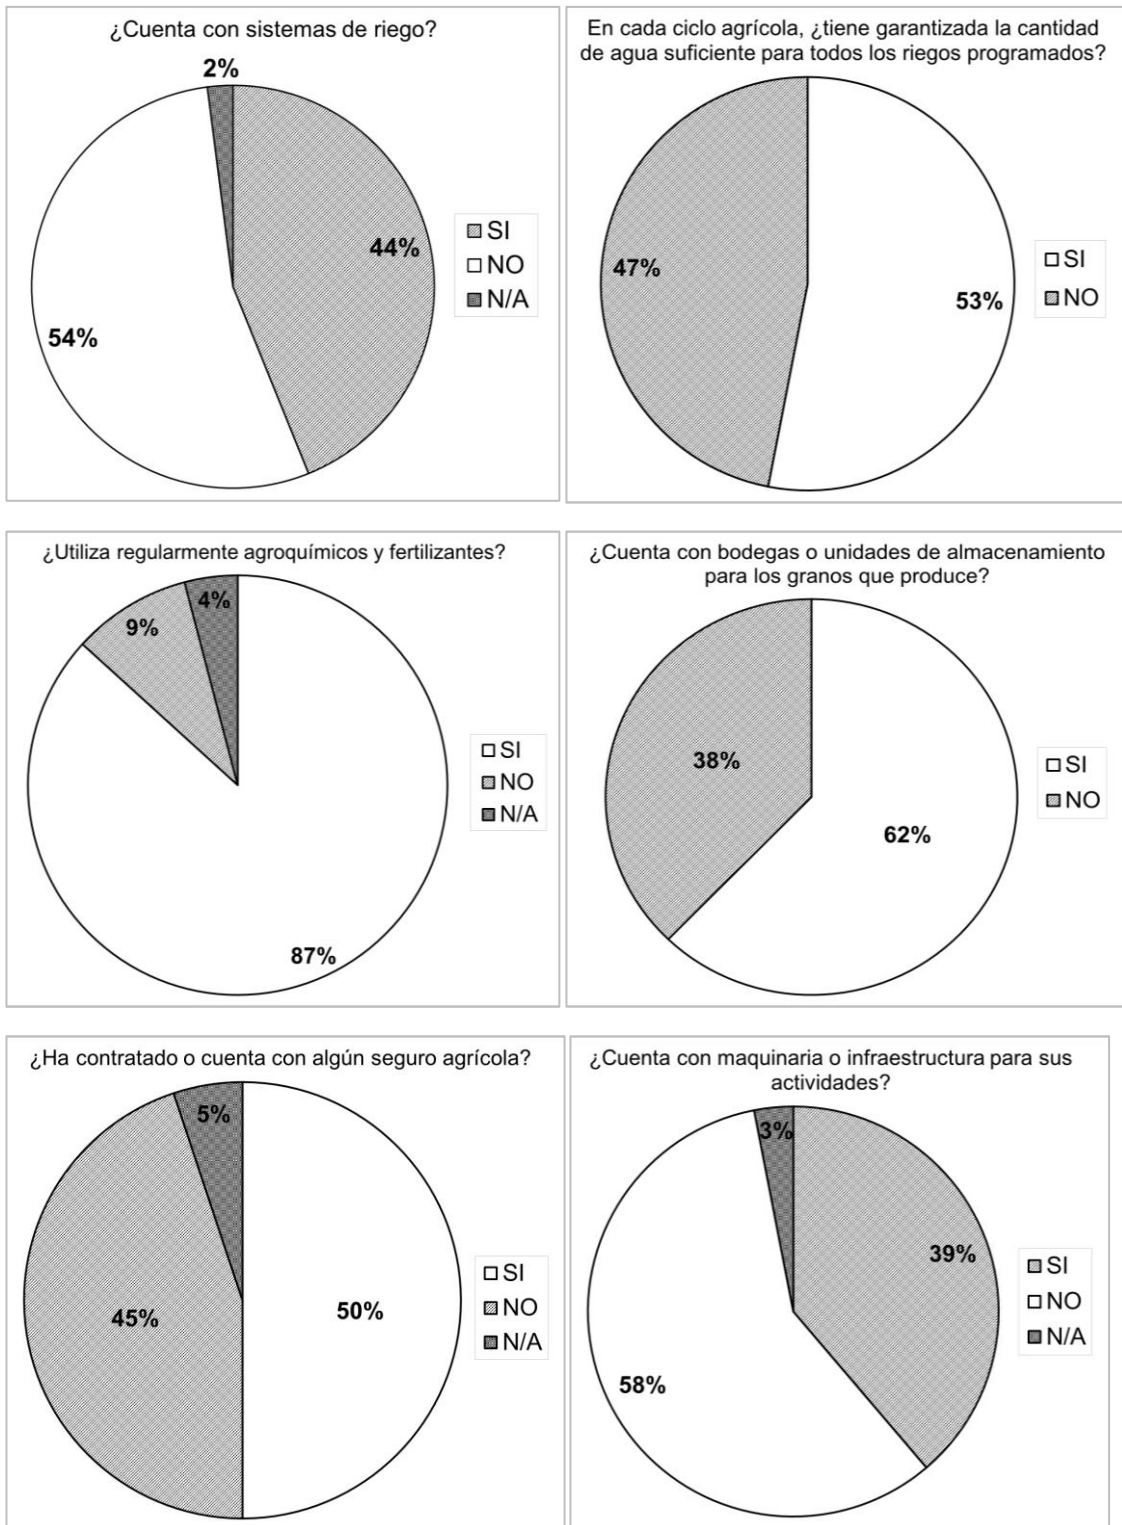 ¿Cuenta con sistemas de riego?
2%
44%
54%
SI
NO
N/A
En cada ciclo agrícola, ¿tiene garantizada la cantidad
de agua suficiente para todos los riegos programados?
47%
53%
SI
NO
¿Utiliza regularmente agroquímicos y fertilizantes?
4%
9%
87%
SI
NO
N/A
¿Cuenta con bodegas o unidades de almacenamiento
para los granos que produce?
38%
62%
SI
NO
¿Ha contratado o cuenta con algún seguro agrícola?
5%
45%
50%
SI
NO
N/A
¿Cuenta con maquinaria o infraestructura para sus
actividades?
3%
39%
58%
SI
NO
N/A